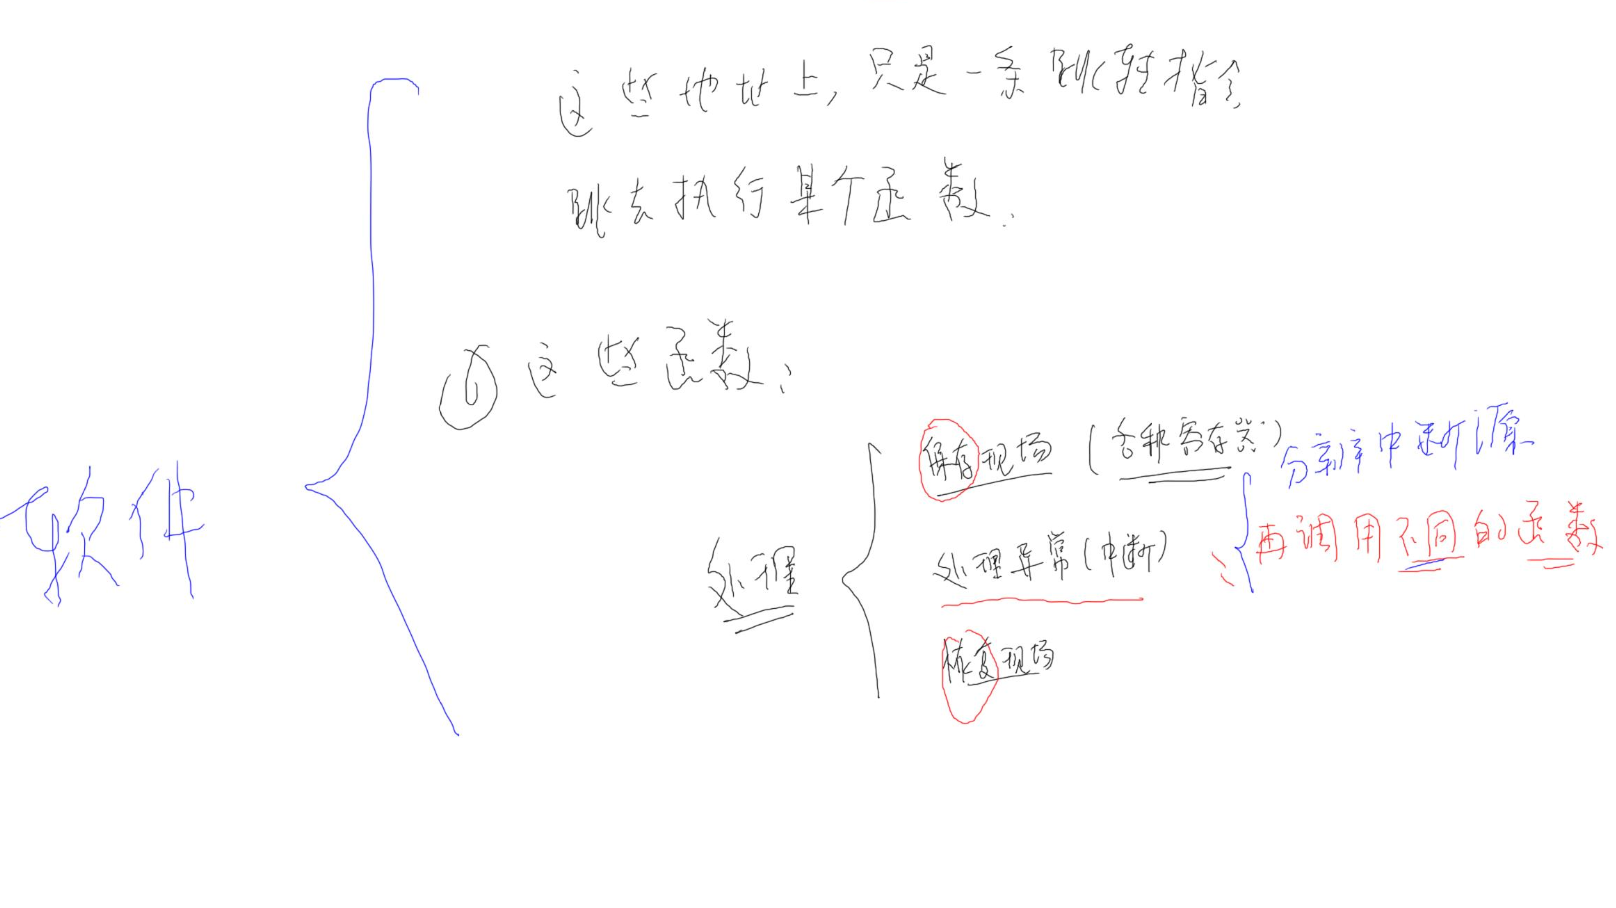 这些地址上,只是一条跳转指令
跳去执行某个函数.
⑥ 这些函数:
软件
处理
保存现场 (各种寄存器)
处理异常(中断)
分辨中断源
再调用不同的函数
恢复现场